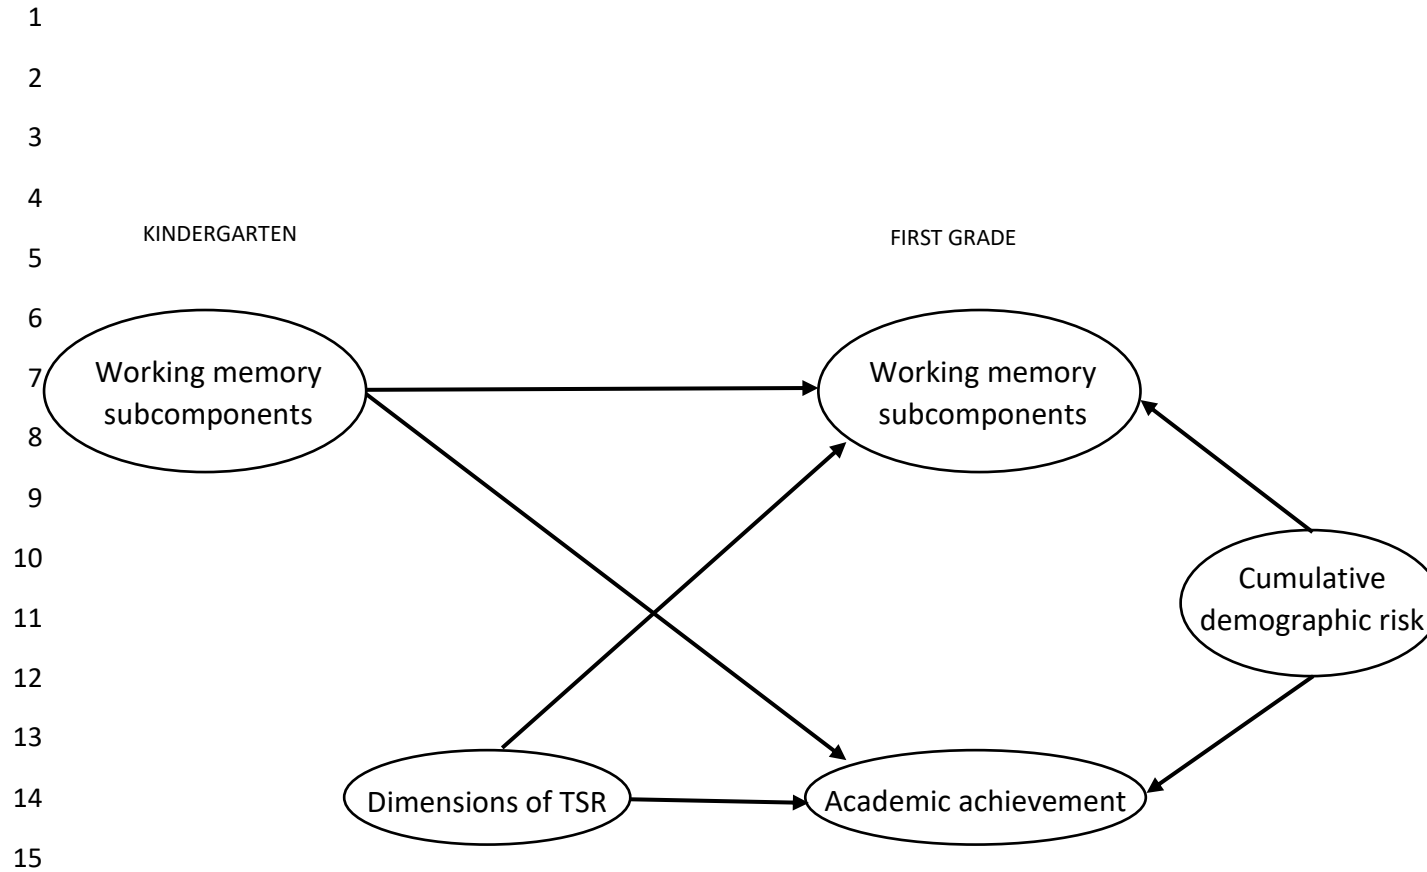 1
2
3
4
KINDERGARTEN
FIRST GRADE
5
6
7
Working memory
subcomponents
Working memory
subcomponents
8
9
10
Cumulative
demographic risk
11
12
13
14
Dimensions of TSR
Academic achievement
15